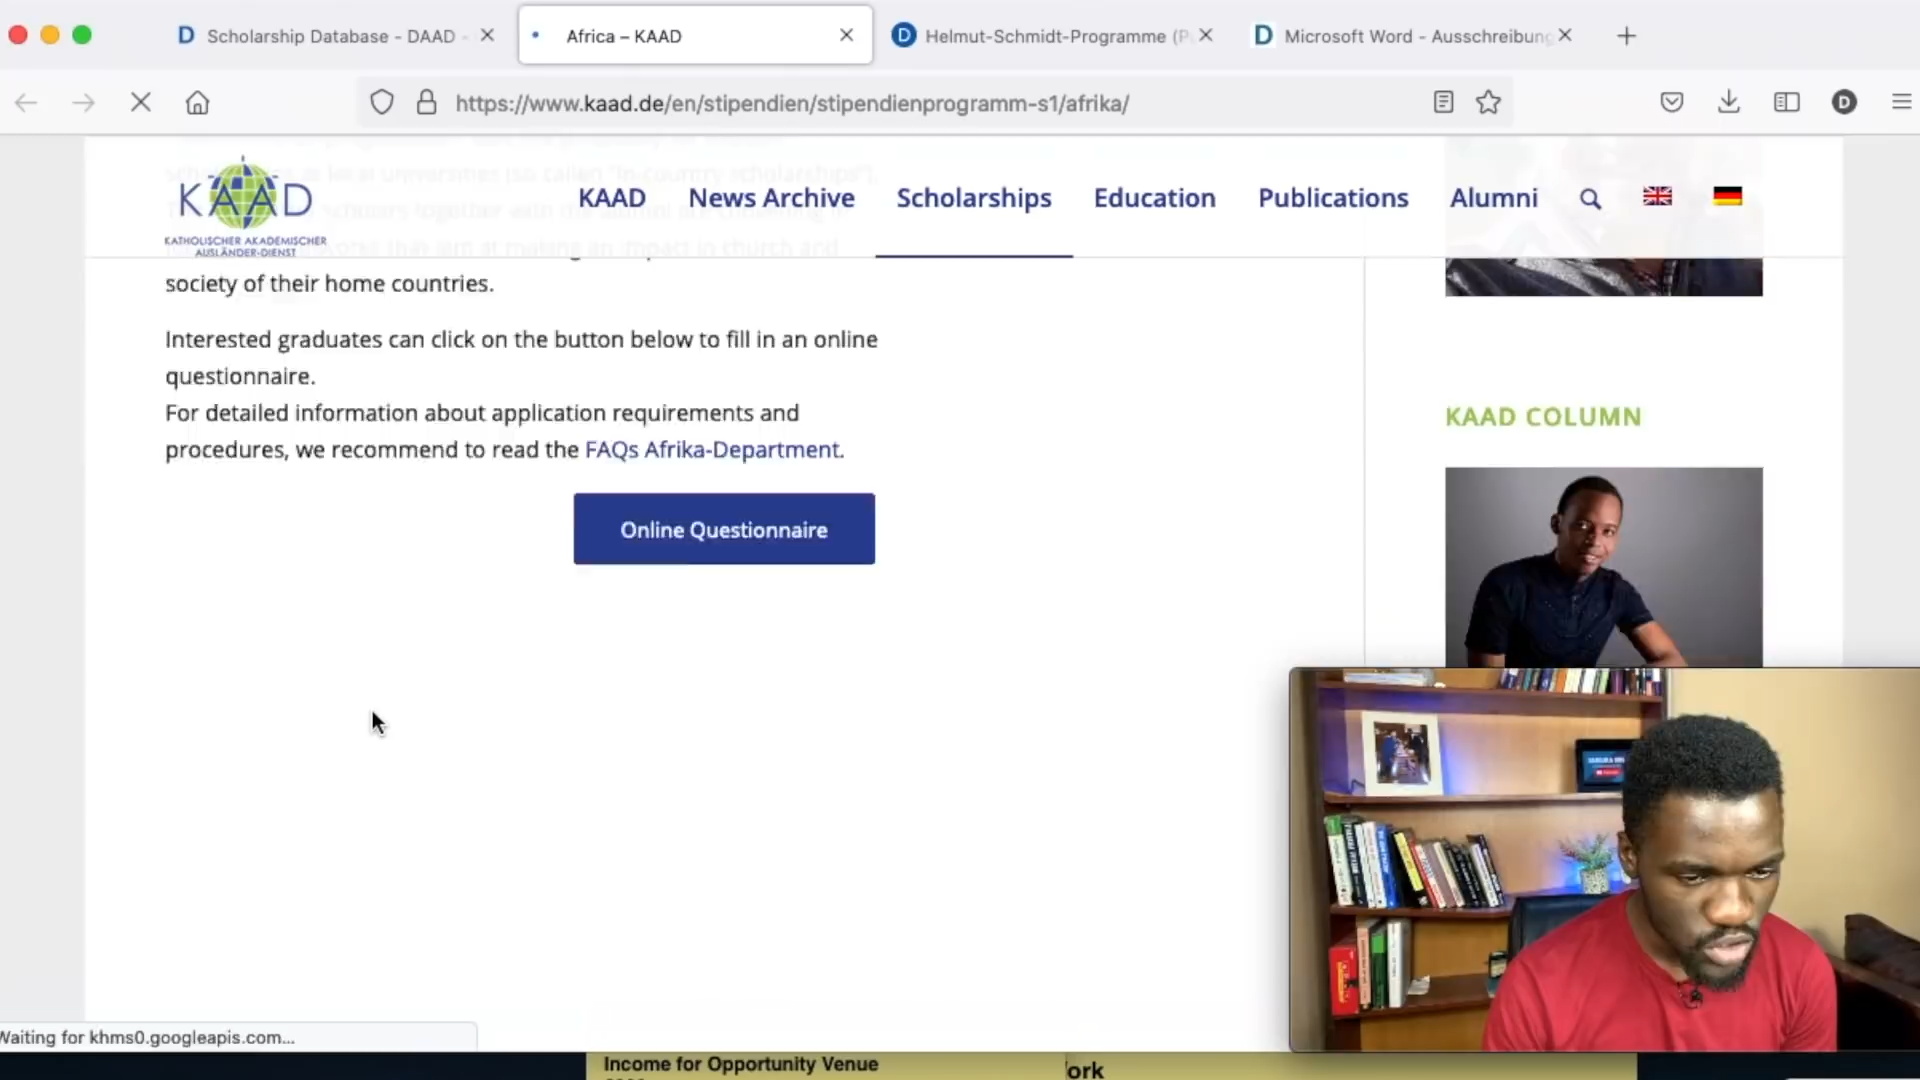 Scholarship Database - DAAD -
Africa – KAAD
Helmut-Schmidt-Programme (P
Microsoft Word - Ausschreibung
https://www.kaad.de/en/stipendien/stipendienprogramm-s1/afrika/
D
KAAD
KATHOLISCHER AKADEMISCHER
AUSLÄNDER-DIENST
KAAD News Archive Scholarships Education Publications Alumni
society of their home countries.
Interested graduates can click on the button below to fill in an online
questionnaire.
For detailed information about application requirements and
procedures, we recommend to read the FAQs Afrika-Department.
Online Questionnaire
KAAD COLUMN
Waiting for khms0.googleapis.com...
Income for Opportunity Venue
ork